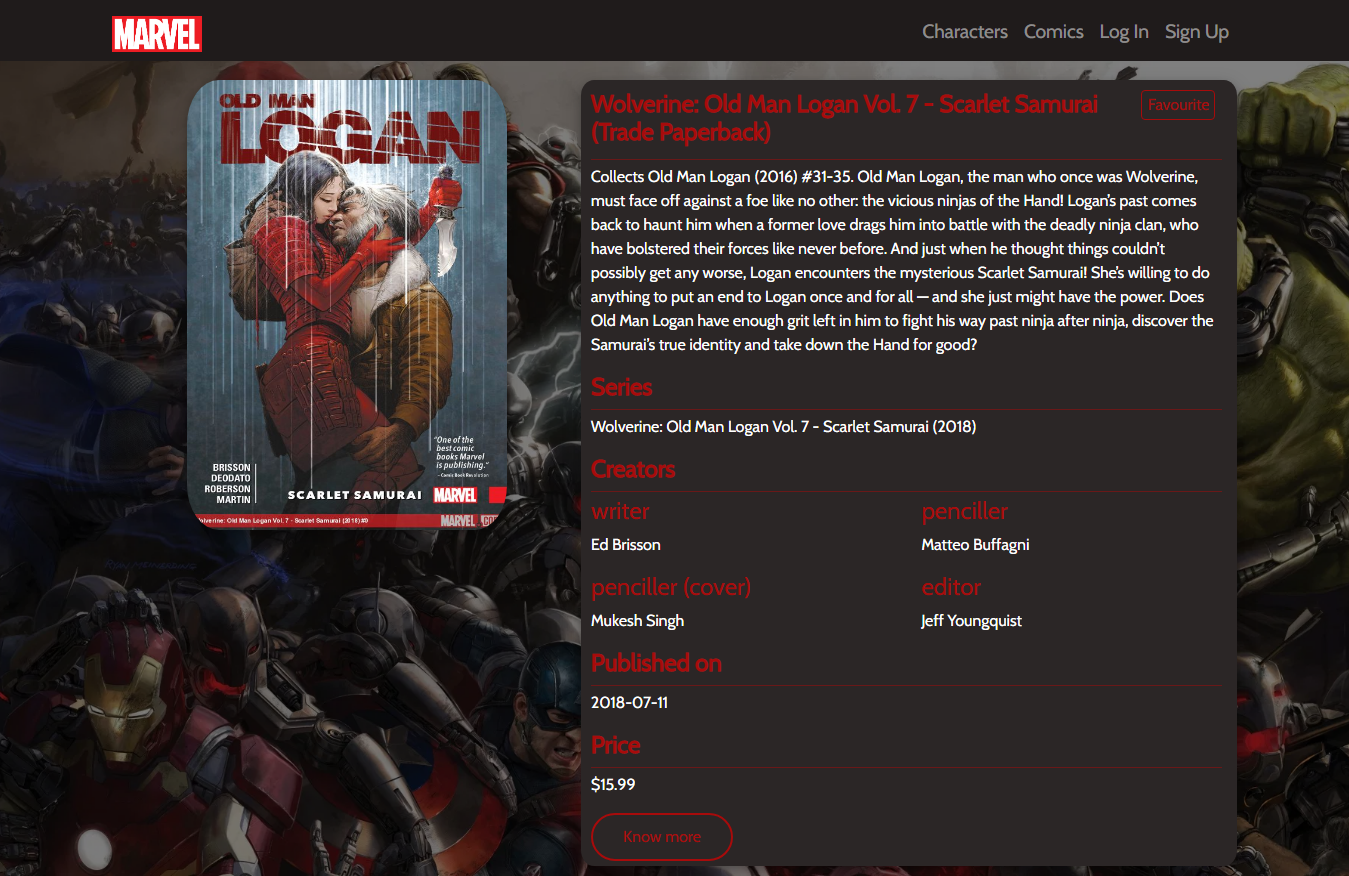 MARVEL
Characters Comics Log In Sign Up
OLD MAN
LOGAN
"One of the
best comic
books Marvel
is publishing."
—Comic Book Revolution
BRISSON
DEODATO
ROBERSON
MARTIN
SCARLET SAMURAI MARVEL
Wolverine: Old Man Logan Vol. 7 - Scarlet Samurai (2018) #0
MARVEL.CO
Wolverine: Old Man Logan Vol. 7 - Scarlet Samurai
(Trade Paperback)
Favourite
Collects Old Man Logan (2016) #31-35. Old Man Logan, the man who once was Wolverine,
must face off against a foe like no other: the vicious ninjas of the Hand! Logan's past comes
back to haunt him when a former love drags him into battle with the deadly ninja clan, who
have bolstered their forces like never before. And just when he thought things couldn't
possibly get any worse, Logan encounters the mysterious Scarlet Samurai! She's willing to do
anything to put an end to Logan once and for all — and she just might have the power. Does
Old Man Logan have enough grit left in him to fight his way past ninja after ninja, discover the
Samurai's true identity and take down the Hand for good?
Series
Wolverine: Old Man Logan Vol. 7 - Scarlet Samurai (2018)
Creators
writer
Ed Brisson
penciller
Matteo Buffagni
penciller (cover)
Mukesh Singh
editor
Jeff Youngquist
Published on
2018-07-11
Price
$15.99
Know more